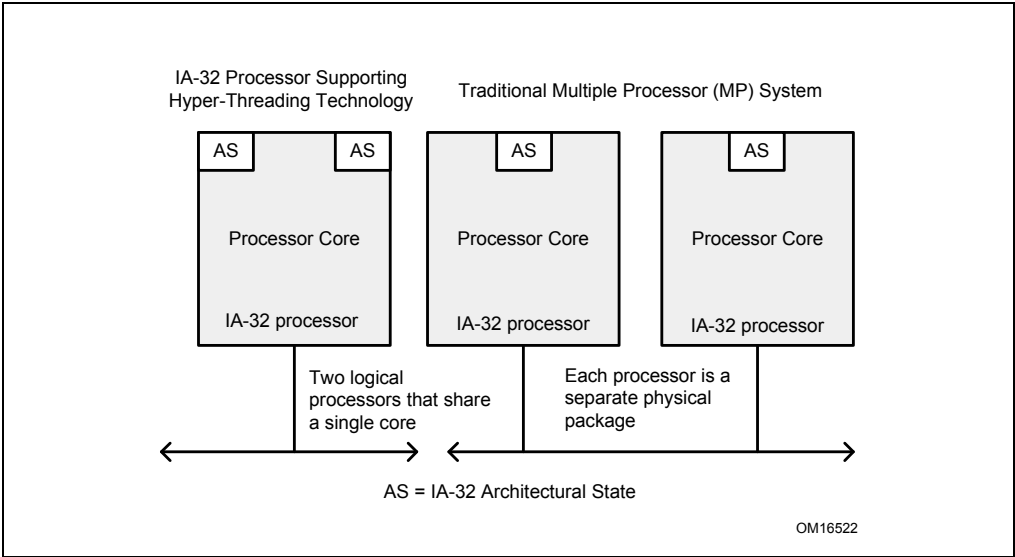 IA-32 Processor Supporting
Hyper-Threading Technology
Traditional Multiple Processor (MP) System
AS
AS
AS
AS
Processor Core
Processor Core
Processor Core
IA-32 processor
IA-32 processor
IA-32 processor
Two logical
processors that share
a single core
Each processor is a
separate physical
package
AS = IA-32 Architectural State
OM16522